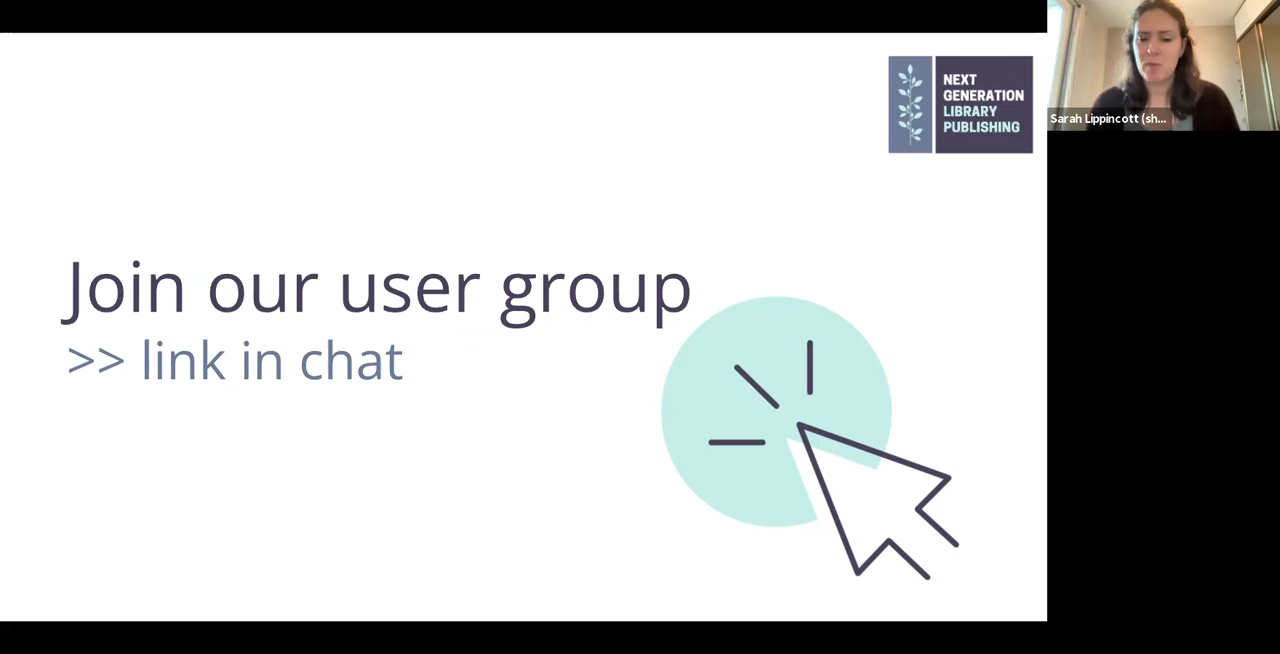 NEXT
GENERATION
LIBRARY
PUBLISHING
Sarah Lippincott (sh...
Join our user group
>> link in chat